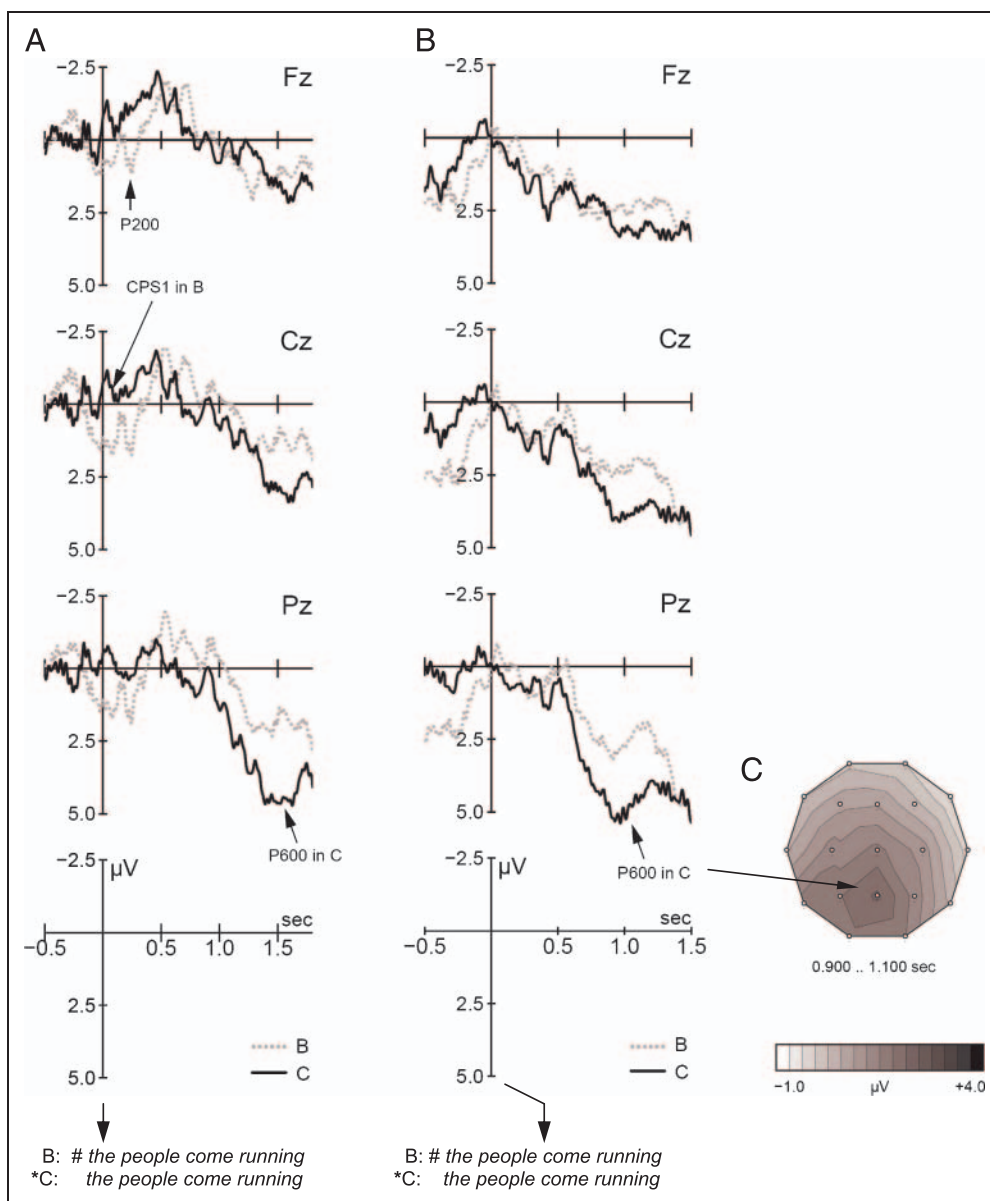 A
B
−2.5
Fz
2.5
P200
5.0
−2.5
Fz
2.5
5.0
CPS1 in B
−2.5
Cz
2.5
5.0
−2.5
Cz
2.5
5.0
−2.5
Pz
2.5
5.0
P600 in C
−2.5
Pz
2.5
5.0
P600 in C
C
0.900 .. 1.100 sec
−1.0 µV +4.0
−2.5
µV
sec
−0.5 0.5 1.0 1.5
2.5
5.0
B
C
−2.5
µV
sec
−0.5 0.5 1.0 1.5
2.5
5.0
B
C
B: # the people come running
*C: the people come running
B: # the people come running
*C: the people come running